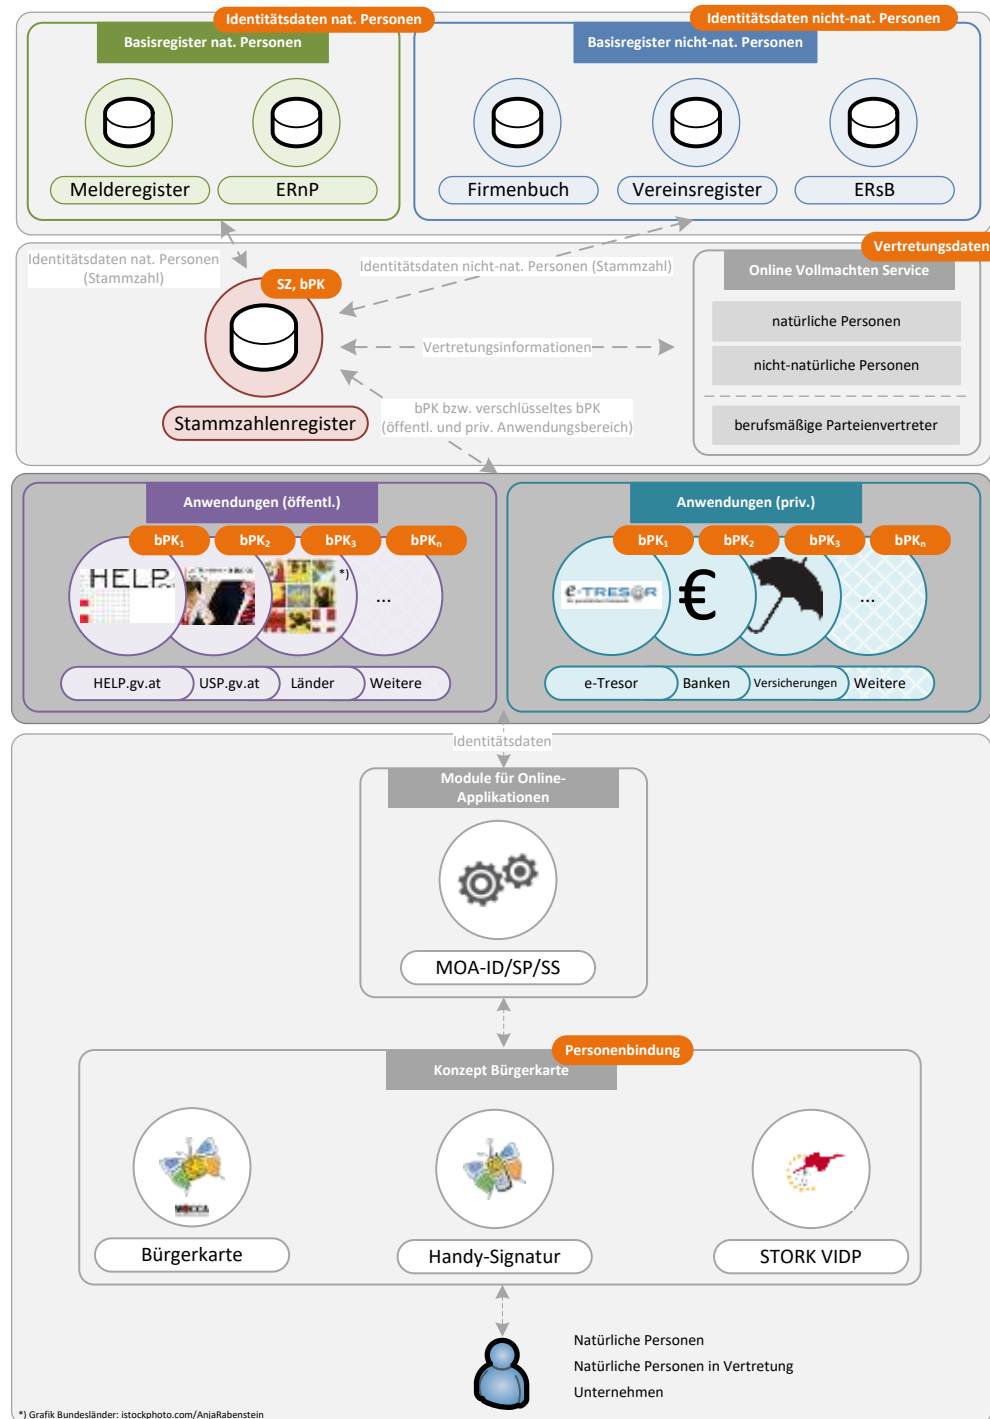 Identitätsdaten nat. Personen
Identitätsdaten nicht-nat. Personen
Basisregister nat. Personen
Basisregister nicht-nat. Personen
Melderegister
ERnP
Firmenbuch
Vereinsregister
ERsB
Identitätsdaten nat. Personen
(Stammzahl)
Identitätsdaten nicht-nat. Personen (Stammzahl)
SZ, bPK
Vertretungsinformationen
Stammzahlenregister
bPK bzw. verschlüsseltes bPK
(öffentl. und priv. Anwendungsbereich)
Vertretungsdaten
Online Vollmachten Service
natürliche Personen
nicht-natürliche Personen
berufsmäßige Parteienvertreter
Anwendungen (öffentl.)
bPK1
bPK2
bPK3
bPKn
HELP
*)
...
HELP.gv.at
USP.gv.at
Länder
Weitere
Anwendungen (priv.)
bPK1
bPK2
bPK3
bPKn
e-TRESOR
€
...
e-Tresor
Banken
Versicherungen
Weitere
Identitätsdaten
Module für Online-
Applikationen
MOA-ID/SP/SS
Personenbindung
Konzept Bürgerkarte
MOCCA
Bürgerkarte
Handy-Signatur
STORK VIDP
Natürliche Personen
Natürliche Personen in Vertretung
Unternehmen
*) Grafik Bundesländer: istockphoto.com/AnjaRabenstein